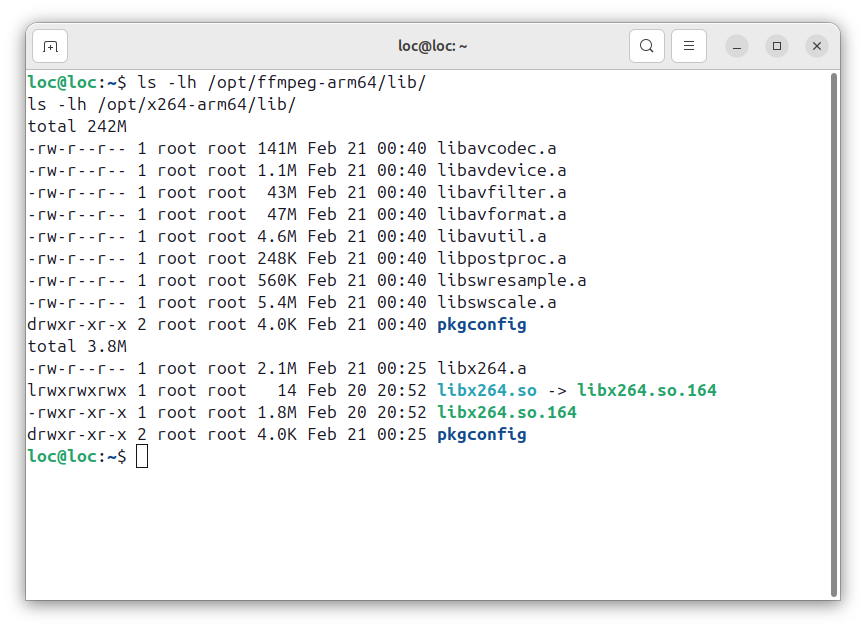 loc@loc: ~
loc@loc:~$ ls -lh /opt/ffmpeg-arm64/lib/
ls -lh /opt/x264-arm64/lib/
total 242M
-rw-r--r-- 1 root root 141M Feb 21 00:40 libavcodec.a
-rw-r--r-- 1 root root 1.1M Feb 21 00:40 libavdevice.a
-rw-r--r-- 1 root root  43M Feb 21 00:40 libavfilter.a
-rw-r--r-- 1 root root  47M Feb 21 00:40 libavformat.a
-rw-r--r-- 1 root root 4.6M Feb 21 00:40 libavutil.a
-rw-r--r-- 1 root root 248K Feb 21 00:40 libpostproc.a
-rw-r--r-- 1 root root 560K Feb 21 00:40 libswresample.a
-rw-r--r-- 1 root root 5.4M Feb 21 00:40 libswscale.a
drwxr-xr-x 2 root root 4.0K Feb 21 00:40 pkgconfig
total 3.8M
-rw-r--r-- 1 root root 2.1M Feb 21 00:25 libx264.a
lrwxrwxrwx 1 root root   14 Feb 20 20:52 libx264.so -> libx264.so.164
-rwxr-xr-x 1 root root 1.8M Feb 20 20:52 libx264.so.164
drwxr-xr-x 2 root root 4.0K Feb 21 00:25 pkgconfig
loc@loc:~$